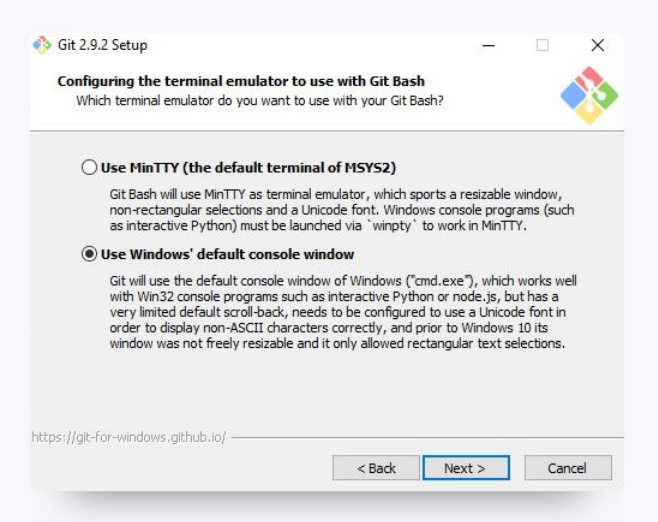 Git 2.9.2 Setup
Configuring the terminal emulator to use with Git Bash
Which terminal emulator do you want to use with your Git Bash?
Use MinTTY (the default terminal of MSYS2)
Git Bash will use MinTTY as terminal emulator, which sports a resizable window,
non-rectangular selections and a Unicode font. Windows console programs (such
as interactive Python) must be launched via `winpty` to work in MinTTY.
Use Windows' default console window
Git will use the default console window of Windows ("cmd.exe"), which works well
with Win32 console programs such as interactive Python or node.js, but has a
very limited default scroll-back, needs to be configured to use a Unicode font in
order to display non-ASCII characters correctly, and prior to Windows 10 its
window was not freely resizable and it only allowed rectangular text selections.
https://git-for-windows.github.io/
< Back Next > Cancel